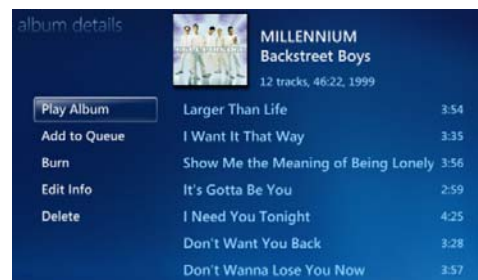 album details
MILLENNIUM
Backstreet Boys
12 tracks, 46:22, 1999
Play Album
Add to Queue
Burn
Edit Info
Delete
Larger Than Life 3:54
I Want It That Way 3:35
Show Me the Meaning of Being Lonely 3:56
It's Gotta Be You 2:59
I Need You Tonight 4:25
Don't Want You Back 3:28
Don't Wanna Lose You Now 3:57